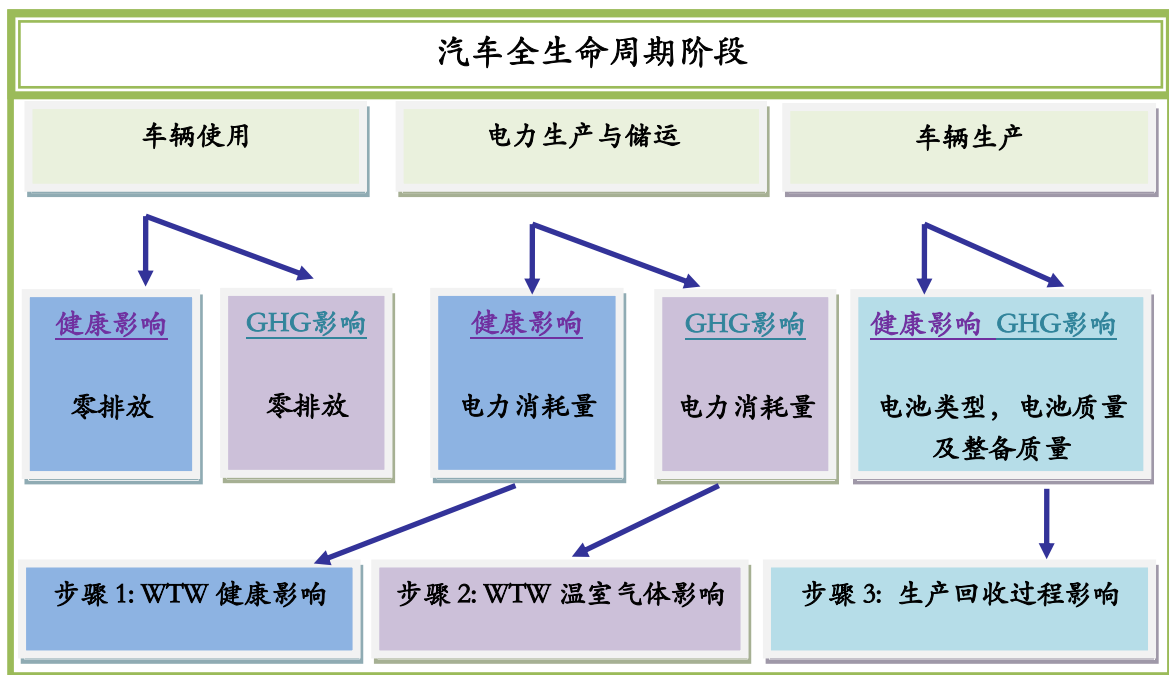 汽车全生命周期阶段
车辆使用
电力生产与储运
车辆生产
健康影响
零排放
GHG影响
零排放
健康影响
电力消耗量
GHG影响
电力消耗量
健康影响 GHG影响
电池类型，电池质量
及整备质量
步骤 1: WTW 健康影响
步骤 2: WTW 温室气体影响
步骤 3: 生产回收过程影响